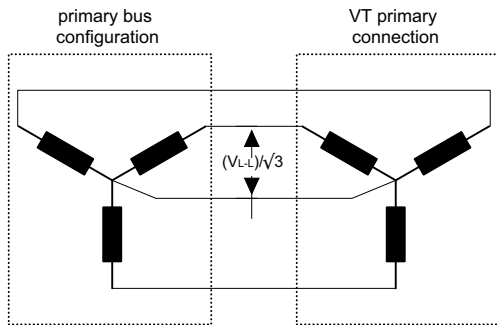 primary bus
configuration
VT primary
connection
(VL-L)/√3